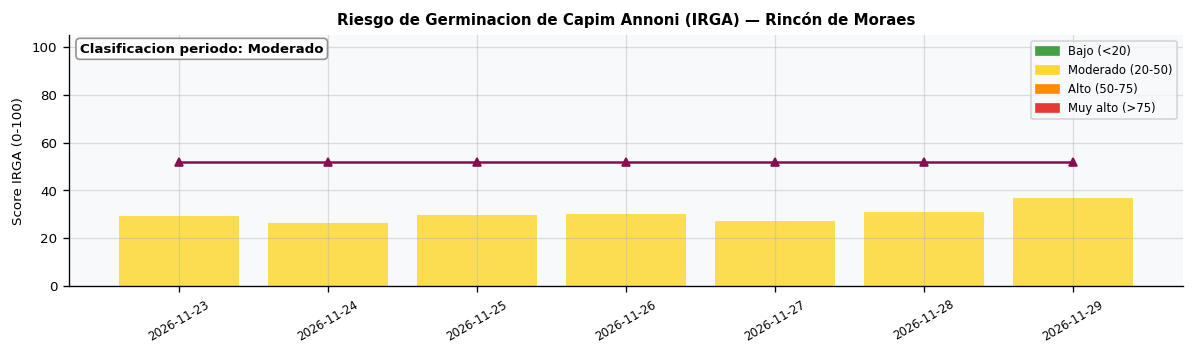 Riesgo de Germinacion de Capim Annoni (IRGA) — Rincón de Moraes
Clasificacion periodo: Moderado
Bajo (<20)
Moderado (20-50)
Alto (50-75)
Muy alto (>75)
Score IRGA (0-100)
100
80
60
40
20
0
2026-11-23
2026-11-24
2026-11-25
2026-11-26
2026-11-27
2026-11-28
2026-11-29